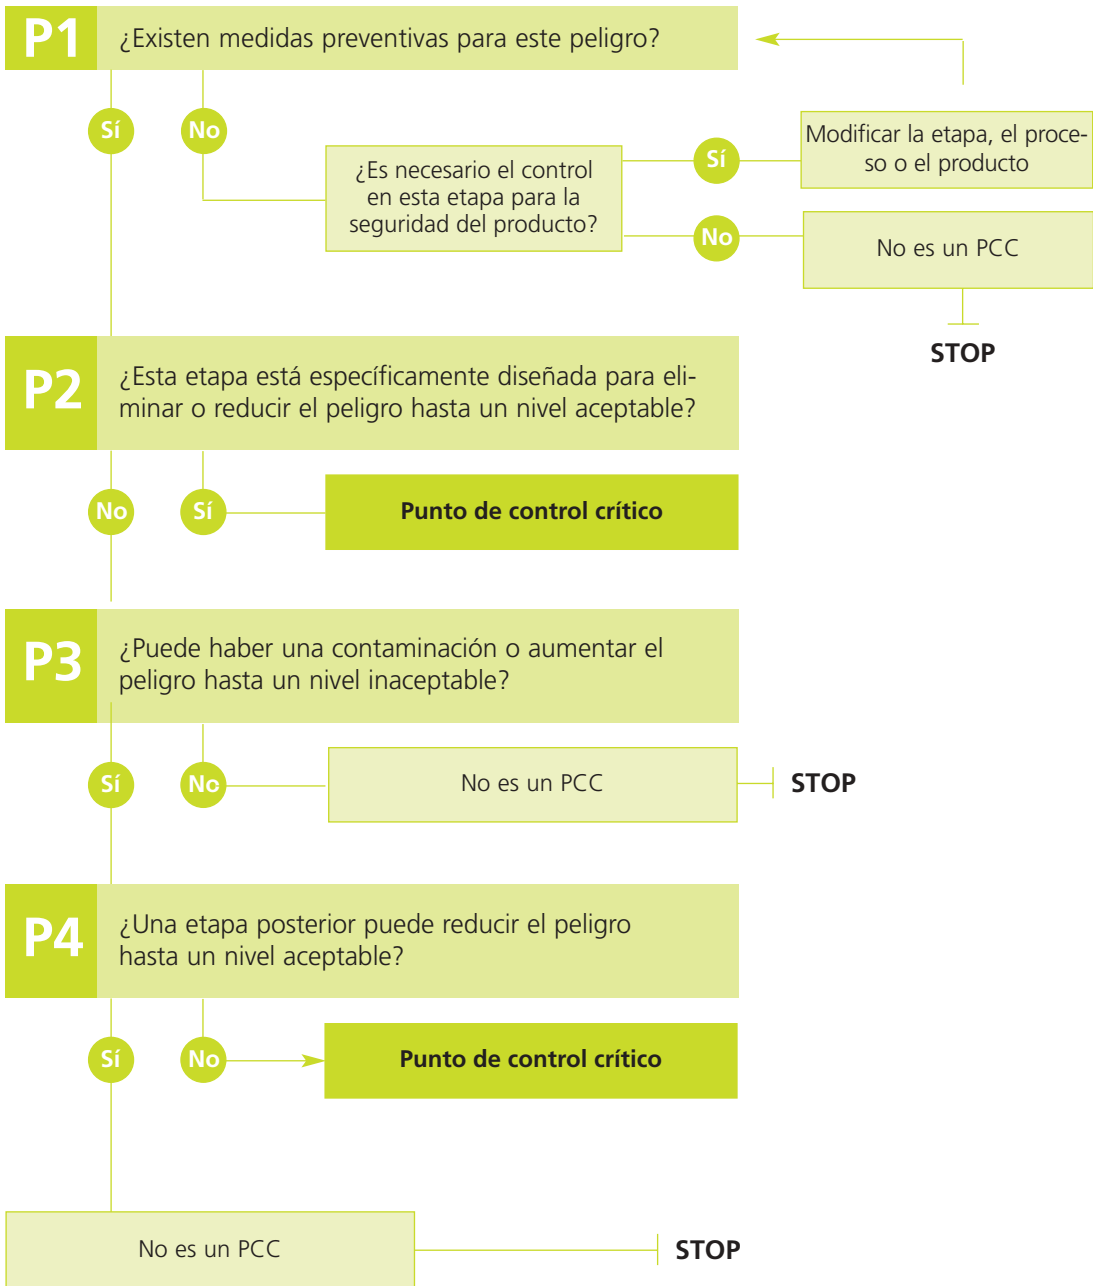 P1
¿Existen medidas preventivas para este peligro?
Sí
No
¿Es necesario el control
en esta etapa para la
seguridad del producto?
Sí
Modificar la etapa, el proce-
so o el producto
No
No es un PCC
STOP
P2
¿Esta etapa está específicamente diseñada para eli-
minar o reducir el peligro hasta un nivel aceptable?
No
Sí
Punto de control crítico
P3
¿Puede haber una contaminación o aumentar el
peligro hasta un nivel inaceptable?
Sí
No
No es un PCC
STOP
P4
¿Una etapa posterior puede reducir el peligro
hasta un nivel aceptable?
Sí
No
Punto de control crítico
No es un PCC
STOP